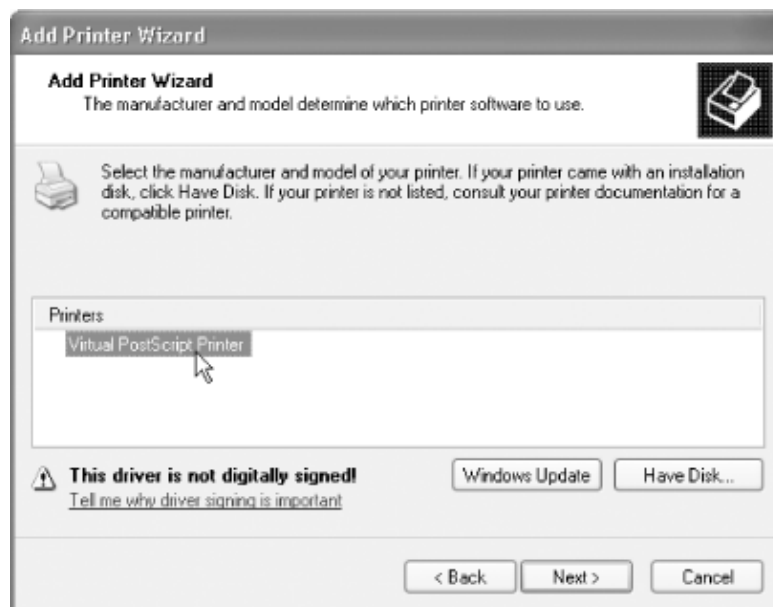 Add Printer Wizard
Add Printer Wizard
The manufacturer and model determine which printer software to use.
Select the manufacturer and model of your printer. If your printer came with an installation
disk, click Have Disk. If your printer is not listed, consult your printer documentation for a
compatible printer.
Printers
Virtual PostScript Printer
This driver is not digitally signed!
Tell me why driver signing is important
Windows Update
Have Disk...
< Back
Next >
Cancel